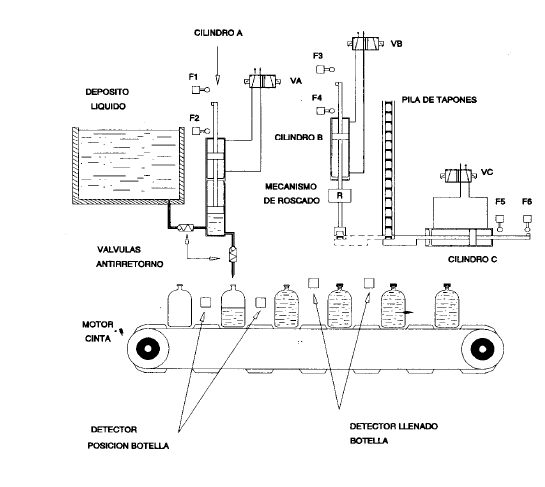 CILINDRO A
VB
F3
F1
VA
DEPOSITO
LIQUIDO
F4
PILA DE TAPONES
F2
CILINDRO B
VC
MECANISMO
DE ROSCADO
R
F5
F6
VALVULAS
ANTIRRETORNO
CILINDRO C
MOTOR
CINTA
DETECTOR
POSICION BOTELLA
DETECTOR LLENADO
BOTELLA